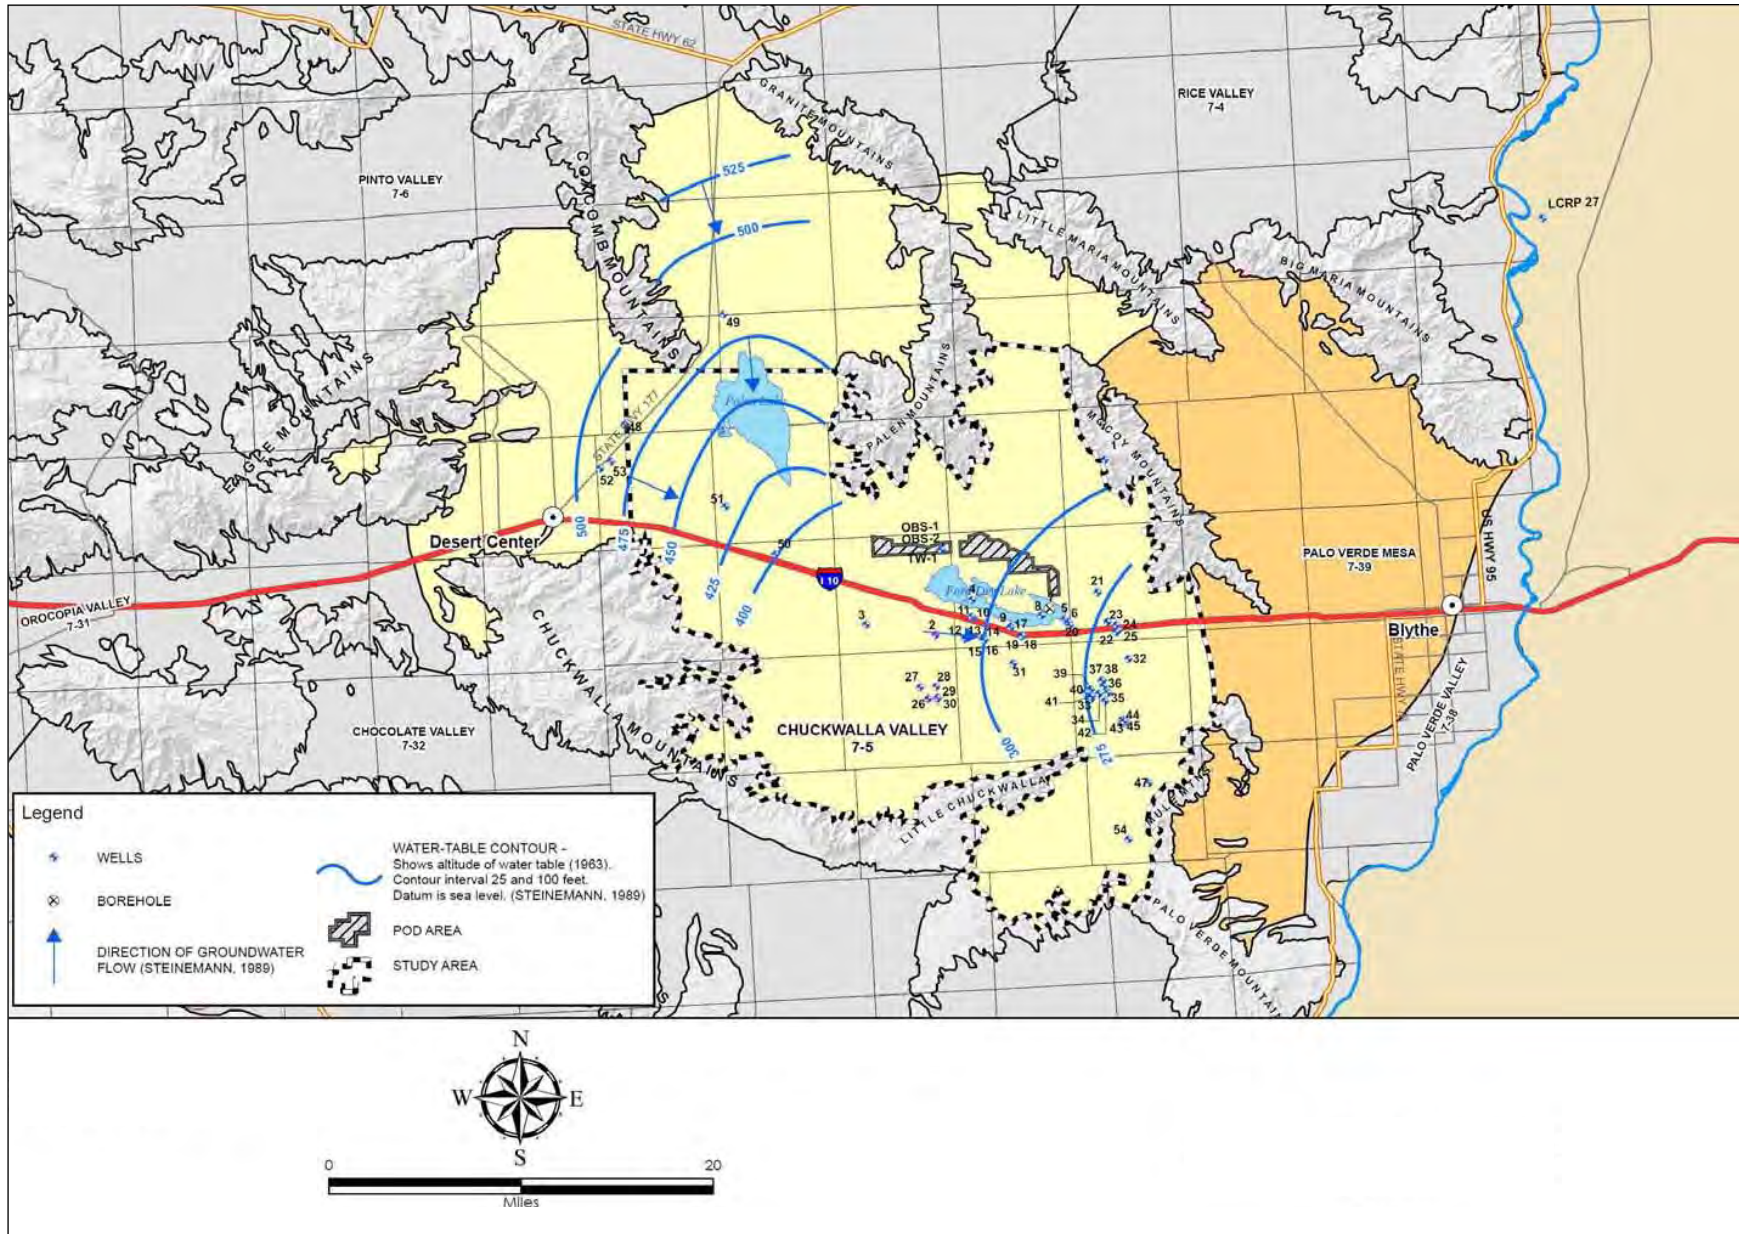 STATE HWY 62
NV
GRANITE MOUNTAINS
RICE VALLEY
7-4
COXCOMB MOUNTAINS
PINTO VALLEY
7-6
525
500
LCRP 27
LITTLE MARIA MOUNTAINS
BIG MARIA MOUNTAINS
49
EAGLE MOUNTAINS
STATE HWY 177
48
PALEN MOUNTAINS
MCCOY MOUNTAINS
1
53
52
51
500
475
450
425
400
50
Desert Center
OBS-1
OBS-2
TW-1
I 10
PALO VERDE MESA
7-39
US HWY 95
OROCOPIA VALLEY
7-31
Ford Dry Lake
21
3
2
11
10
9
17
8
5
6
23
24
12
13
14
20
22
25
15
16
19
18
Blythe
STATE HWY
32
31
39
37
38
36
27
28
29
26
30
40
35
41
33
34
42
44
43
45
CHUCKWALLA MOUNTAINS
CHOCOLATE VALLEY
7-32
CHUCKWALLA VALLEY
7-5
300
275
PALO VERDE VALLEY
7-38
47
LITTLE CHUCKWALLA
MULE MTNS
54
PALO VERDE MOUNTAIN
Legend
WELLS
BOREHOLE
DIRECTION OF GROUNDWATER
FLOW (STEINEMANN, 1989)
WATER-TABLE CONTOUR -
Shows altitude of water table (1963).
Contour interval 25 and 100 feet.
Datum is sea level. (STEINEMANN, 1989)
POD AREA
STUDY AREA
N
W
E
S
0
20
Miles